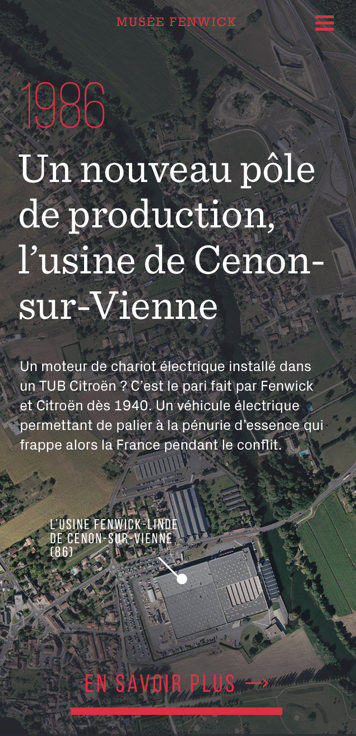 MUSÉE FENWICK
1986
Un nouveau pôle
de production,
l’usine de Cenon-
sur-Vienne
Un moteur de chariot électrique installé dans
un TUB Citroën ? C’est le pari fait par Fenwick
et Citroën dès 1940. Un véhicule électrique
permettant de palier à la pénurie d’essence qui
frappe alors la France pendant le conflit.
L’USINE FENWICK-LINDE
DE CENON-SUR-VIENNE
(86)
EN SAVOIR PLUS